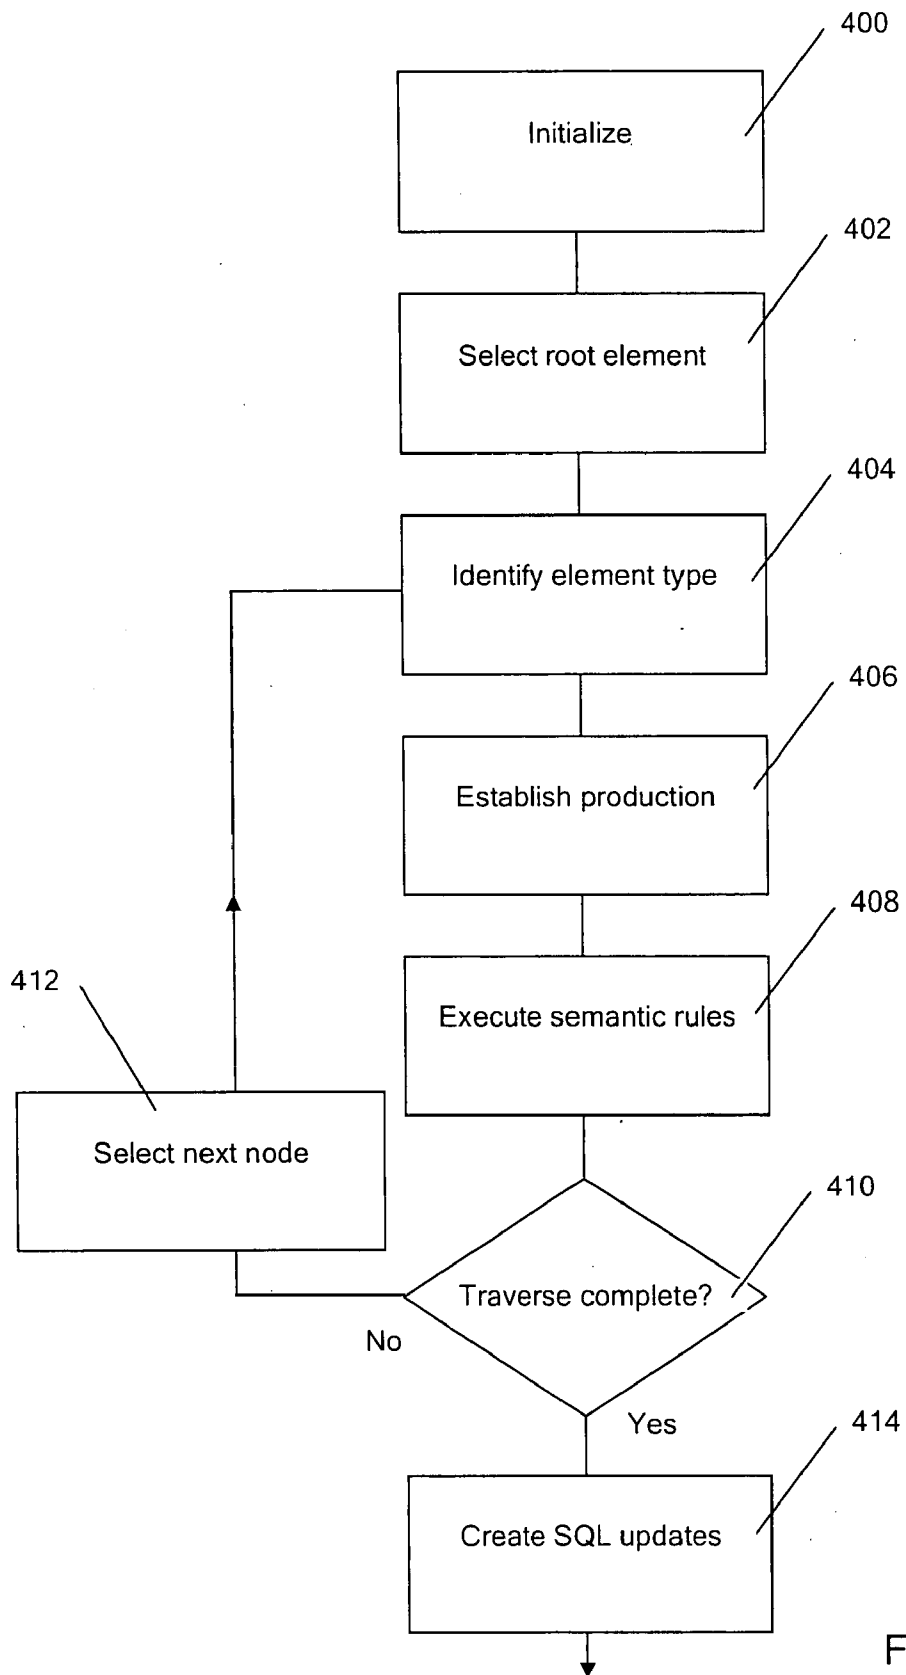 400
Initialize
402
Select root element
404
Identify element type
406
Establish production
408
Execute semantic rules
412
Select next node
410
Traverse complete?
No
Yes
414
Create SQL updates
F